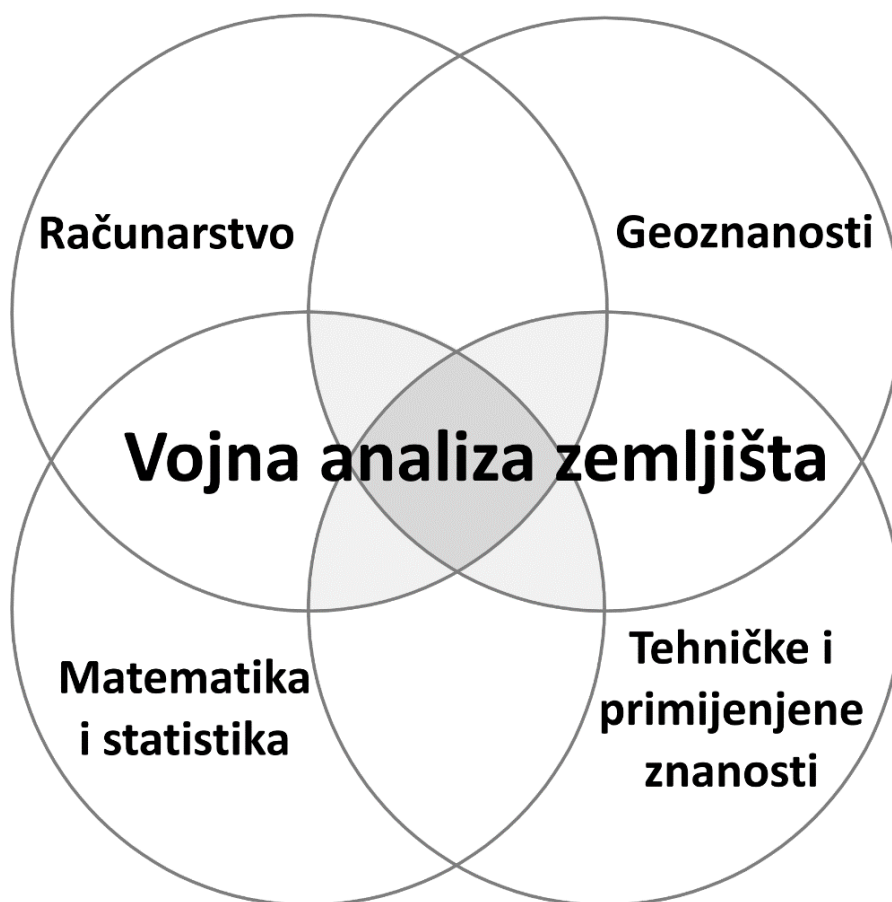 Računarstvo
Geoznanosti
Vojna analiza zemljišta
Matematika
i statistika
Tehničke i
primijenjene
znanosti